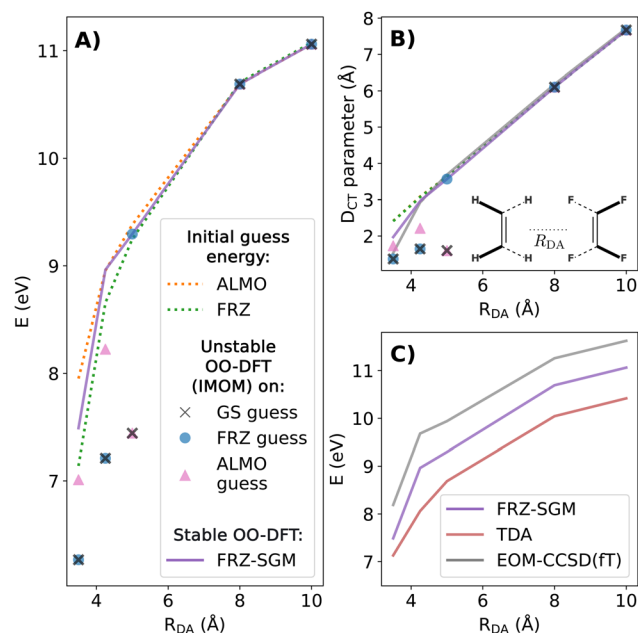 A)
E (eV)
11
10
9
8
7
4
6
8
10
R_DA (Å)
Initial guess
energy:
ALMO
FRZ
Unstable
OO-DFT
(IMOM) on:
GS guess
FRZ guess
ALMO
guess
Stable OO-DFT:
FRZ-SGM
B)
D_CT parameter (Å)
8
7
6
5
4
3
2
H H F F
R_DA
H H F F
4
6
8
10
R_DA (Å)
C)
E (eV)
11
10
9
8
7
FRZ-SGM
TDA
EOM-CCSD(fT)
4
6
8
10
R_DA (Å)